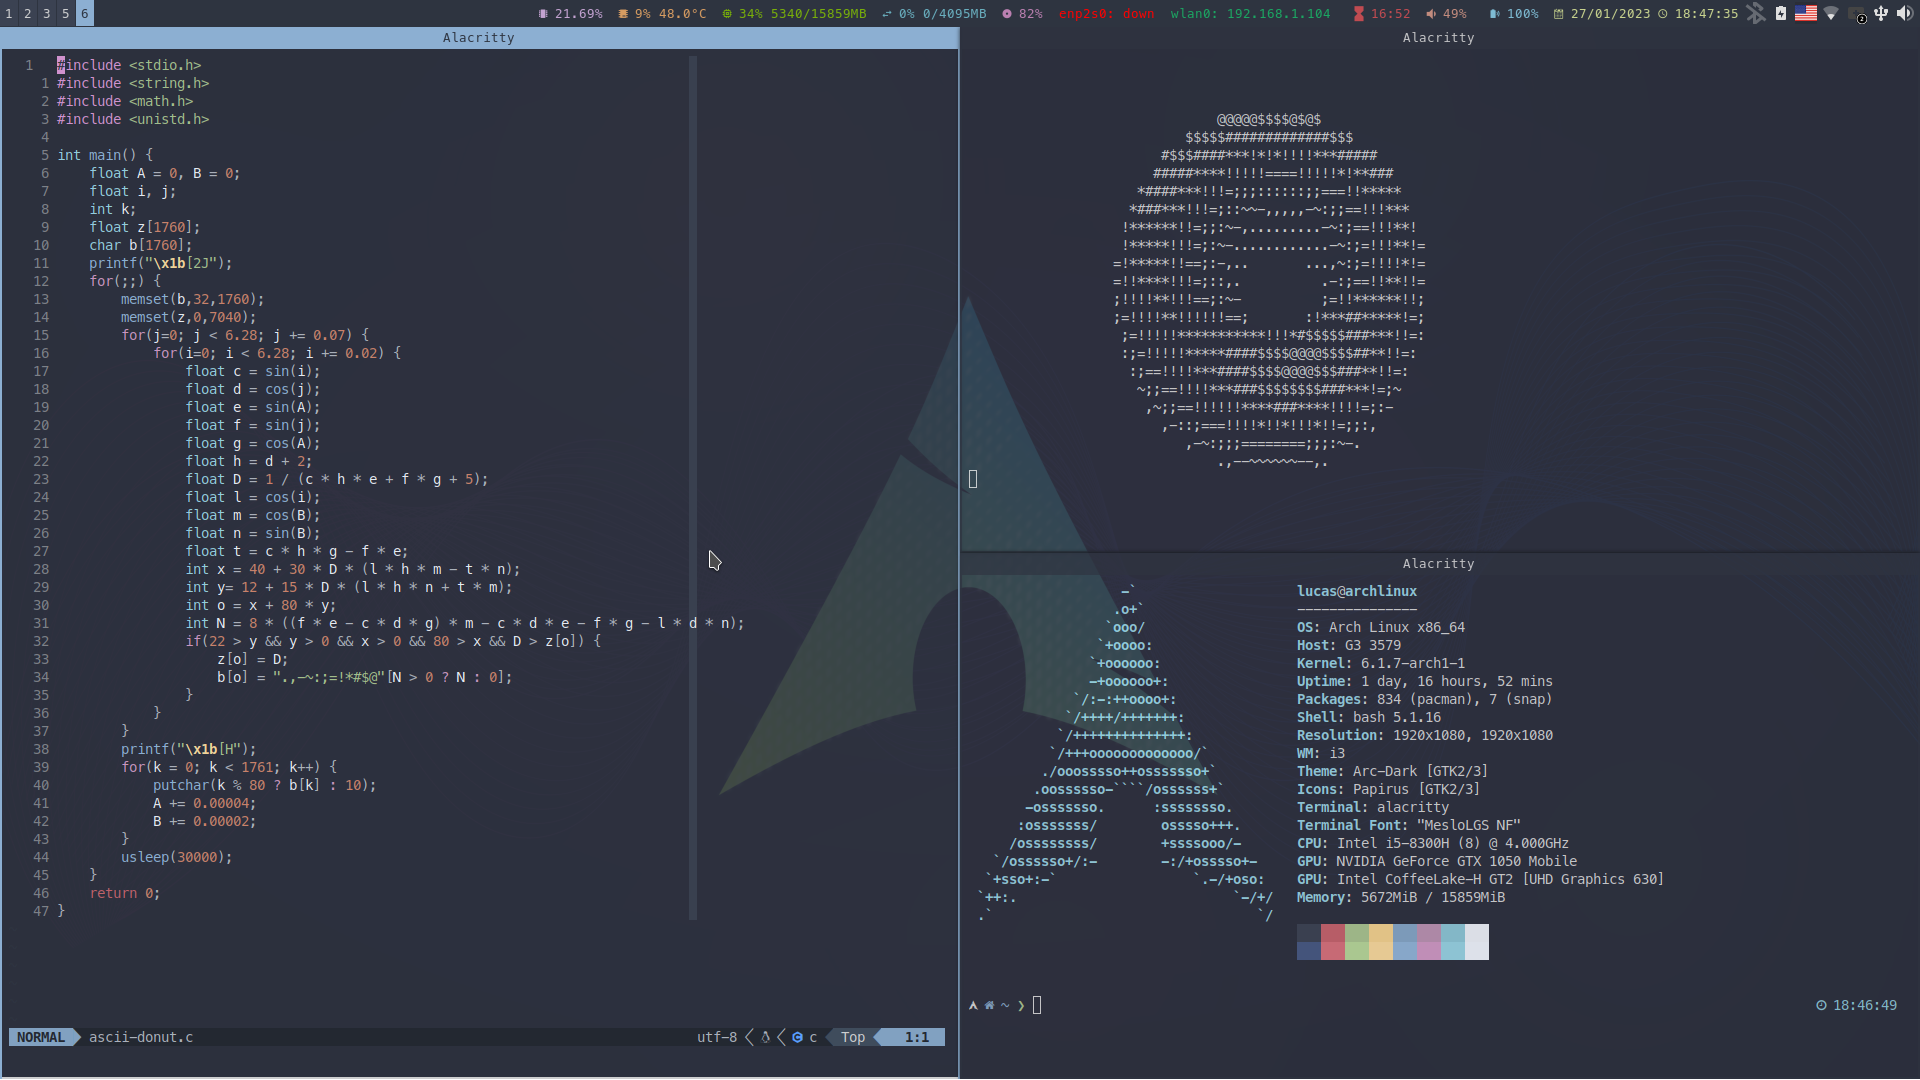 1 2 3 5 6 21.69% 9% 48.0°C 34% 5340/15859MB 0% 0/4095MB 82% enp2s0: down wlan0: 192.168.1.104 16:52 49% 100% 27/01/2023 18:47:35
Alacritty
1 #include <stdio.h>
1 #include <string.h>
2 #include <math.h>
3 #include <unistd.h>
4
5 int main() {
6 float A = 0, B = 0;
7 float i, j;
8 int k;
9 float z[1760];
10 char b[1760];
11 printf("\x1b[2J");
12 for(;;) {
13 memset(b,32,1760);
14 memset(z,0,7040);
15 for(j=0; j < 6.28; j += 0.07) {
16 for(i=0; i < 6.28; i += 0.02) {
17 float c = sin(i);
18 float d = cos(j);
19 float e = sin(A);
20 float f = sin(j);
21 float g = cos(A);
22 float h = d + 2;
23 float D = 1 / (c * h * e + f * g + 5);
24 float l = cos(i);
25 float m = cos(B);
26 float n = sin(B);
27 float t = c * h * g - f * e;
28 int x = 40 + 30 * D * (l * h * m - t * n);
29 int y= 12 + 15 * D * (l * h * n + t * m);
30 int o = x + 80 * y;
31 int N = 8 * ((f * e - c * d * g) * m - c * d * e - f * g - l * d * n);
32 if(22 > y && y > 0 && x > 0 && 80 > x && D > z[o]) {
33 z[o] = D;
34 b[o] = ".,-~:;=!*#$@"[N > 0 ? N : 0];
35 }
36 }
37 }
38 printf("\x1b[H");
39 for(k = 0; k < 1761; k++) {
40 putchar(k % 80 ? b[k] : 10);
41 A += 0.00004;
42 B += 0.00002;
43 }
44 usleep(30000);
45 }
46 return 0;
47 }
NORMAL ascii-donut.c utf-8 c Top 1:1
Alacritty
Alacritty
lucas@archlinux
---------------
OS: Arch Linux x86_64
Host: G3 3579
Kernel: 6.1.7-arch1-1
Uptime: 1 day, 16 hours, 52 mins
Packages: 834 (pacman), 7 (snap)
Shell: bash 5.1.16
Resolution: 1920x1080, 1920x1080
WM: i3
Theme: Arc-Dark [GTK2/3]
Icons: Papirus [GTK2/3]
Terminal: alacritty
Terminal Font: "MesloLGS NF"
CPU: Intel i5-8300H (8) @ 4.000GHz
GPU: NVIDIA GeForce GTX 1050 Mobile
GPU: Intel CoffeeLake-H GT2 [UHD Graphics 630]
Memory: 5672MiB / 15859MiB
~ ❯ 18:46:49